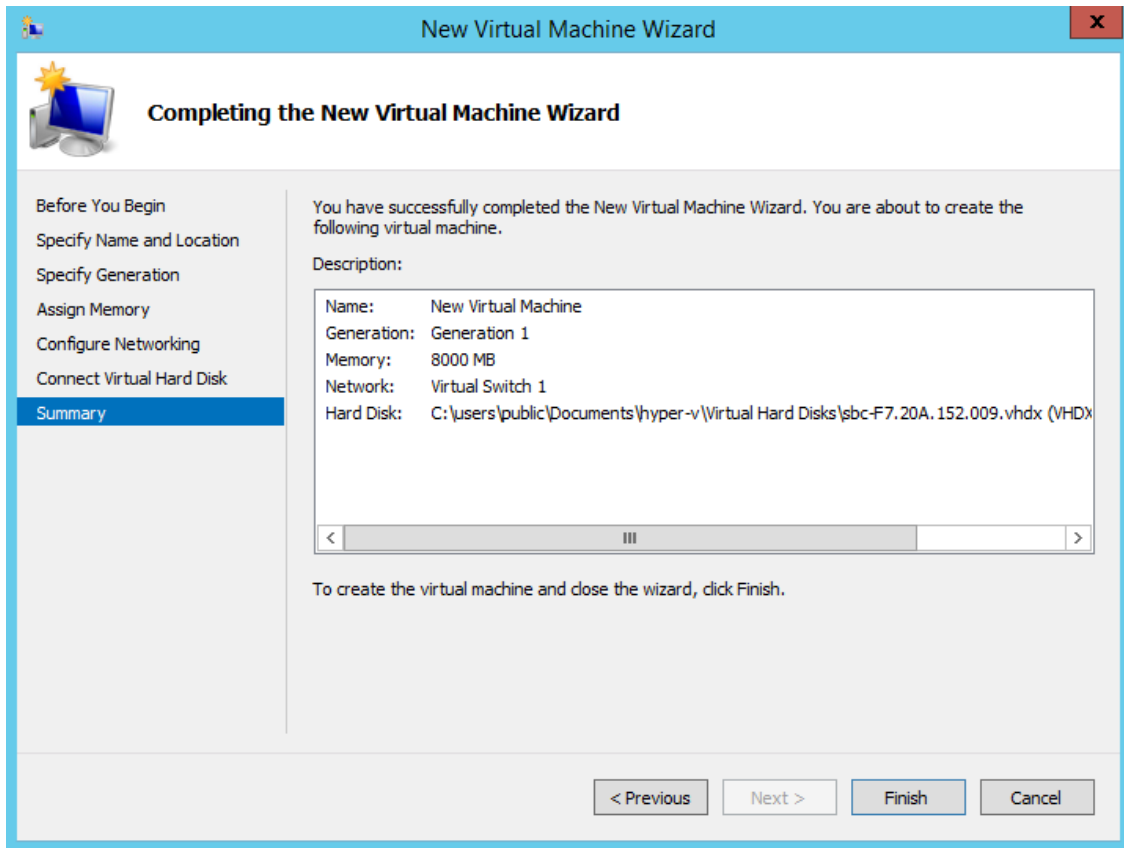 New Virtual Machine Wizard
x
Completing the New Virtual Machine Wizard
Before You Begin
Specify Name and Location
Specify Generation
Assign Memory
Configure Networking
Connect Virtual Hard Disk
Summary
You have successfully completed the New Virtual Machine Wizard. You are about to create the
following virtual machine.
Description:
Name: New Virtual Machine
Generation: Generation 1
Memory: 8000 MB
Network: Virtual Switch 1
Hard Disk: C:\users\public\Documents\hyper-v\Virtual Hard Disks\sbc-F7.20A.152.009.vhdx (VHDX
To create the virtual machine and close the wizard, click Finish.
< Previous Next > Finish Cancel